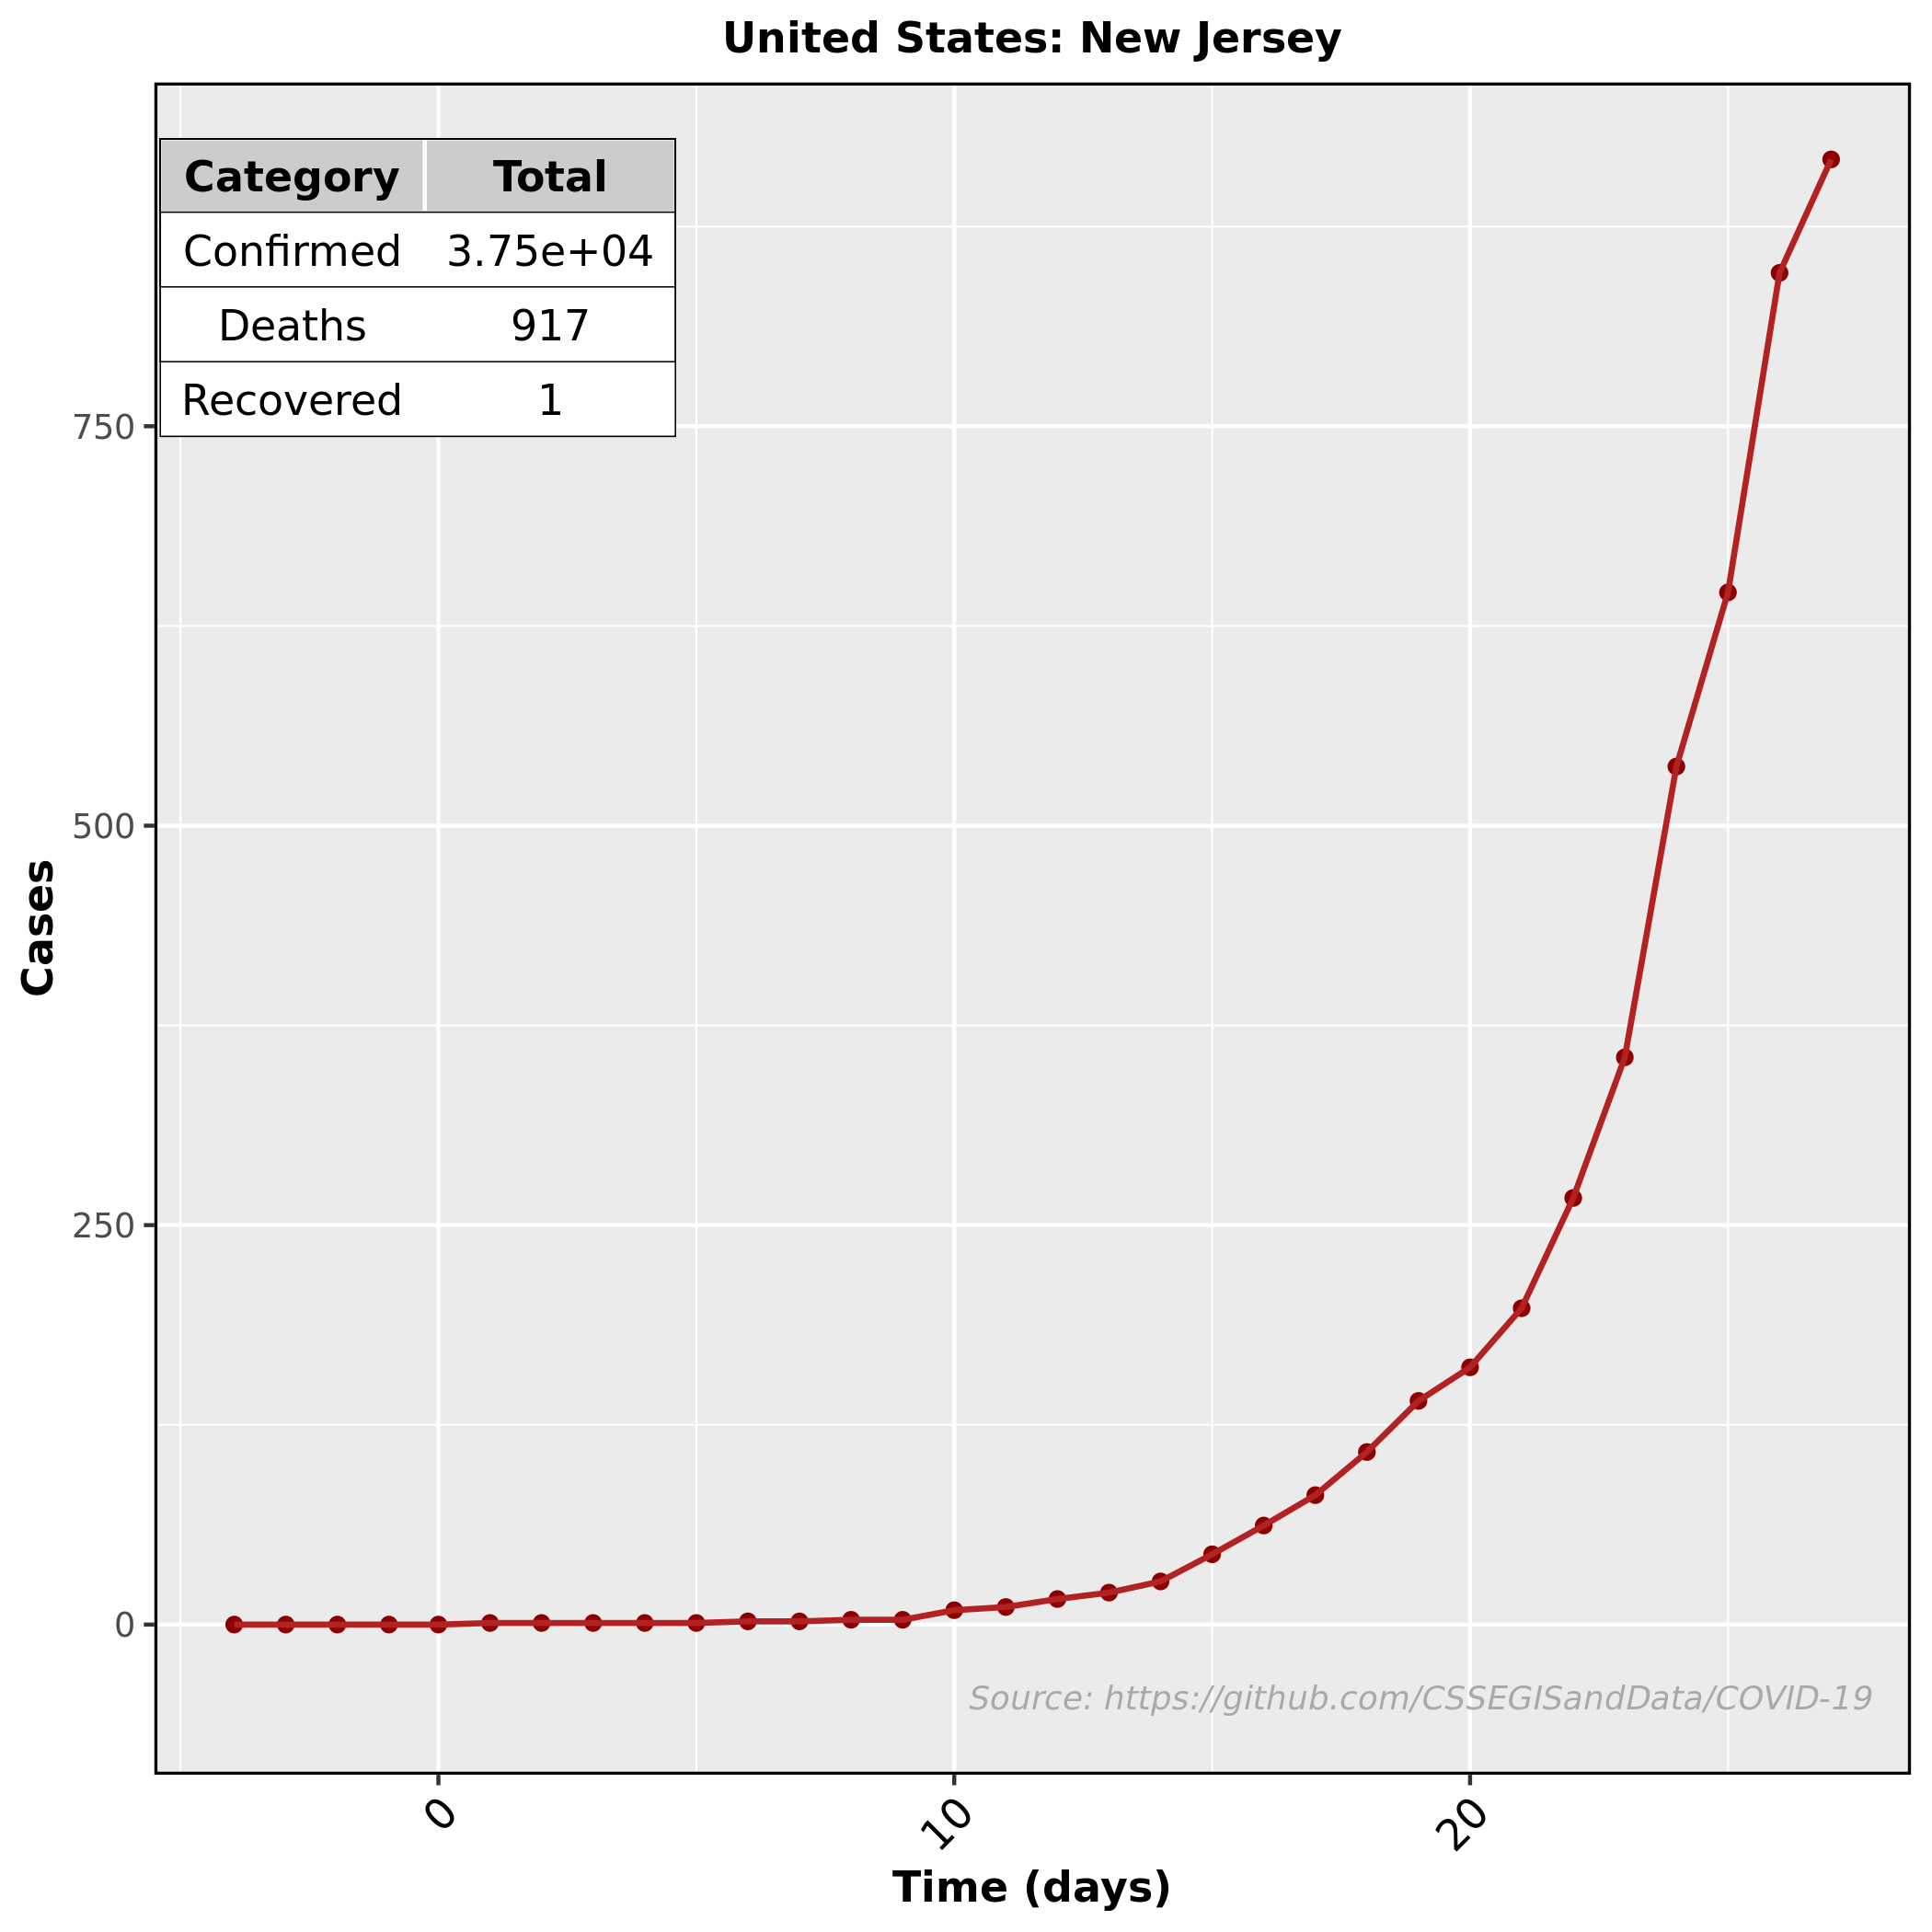 United States: New Jersey
Category Total
Confirmed 3.75e+04
Deaths 917
Recovered 1
750
500
250
0
Cases
Source: https://github.com/CSSEGISandData/COVID-19
0 10 20
Time (days)